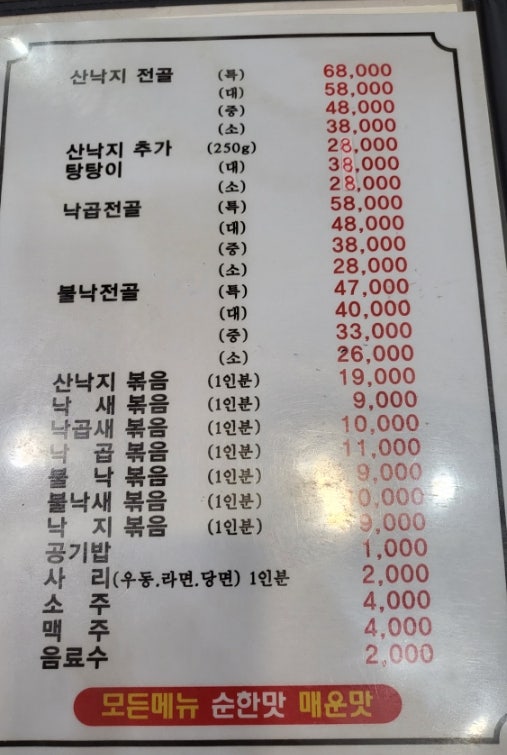 산낙지 전골 (특) 68,000
(대) 58,000
(중) 48,000
(소) 38,000
산낙지 추가 (250g) 28,000
탕탕이 (대) 38,000
(소) 28,000
낙곱전골 (특) 58,000
(대) 48,000
(중) 38,000
(소) 28,000
불낙전골 (특) 47,000
(대) 40,000
(중) 33,000
(소) 26,000
산낙지 볶음 (1인분) 19,000
낙 새 볶음 (1인분) 9,000
낙곱새 볶음 (1인분) 10,000
낙 곱 볶음 (1인분) 11,000
불 낙 볶음 (1인분) 9,000
불낙새 볶음 (1인분)
낙 지 볶음 (1인분) 9,000
공기밥 1,000
사 리(우동.라면.당면) 1인분 2,000
소 주 4,000
맥 주 4,000
음료수 2,000
모든메뉴 순한맛 매운맛